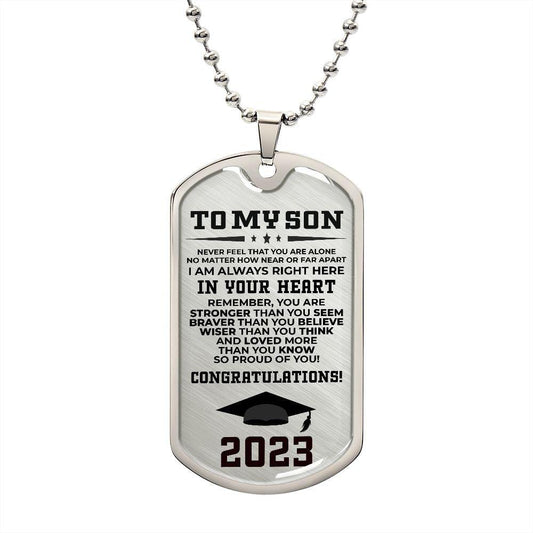 TO MY SON
NEVER FEEL THAT YOU ARE ALONE
NO MATTER HOW NEAR OR FAR APART
I AM ALWAYS RIGHT HERE
IN YOUR HEART
REMEMBER, YOU ARE
STRONGER THAN YOU SEEM
BRAVER THAN YOU BELIEVE
WISER THAN YOU THINK
AND LOVED MORE
THAN YOU KNOW
SO PROUD OF YOU!
CONGRATULATIONS!
2023